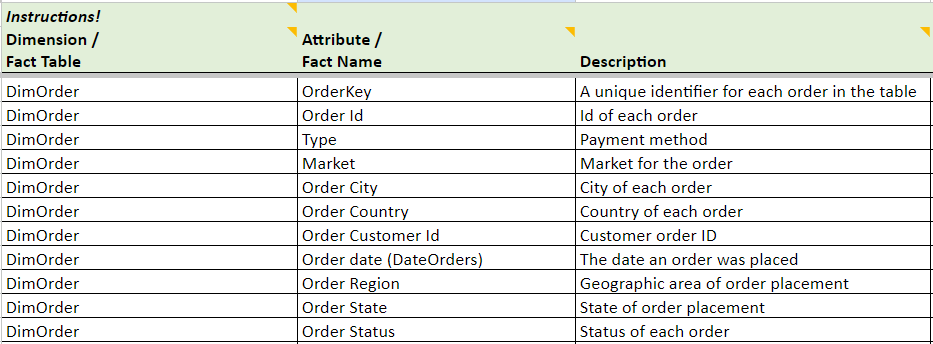 Instructions!
Dimension / Attribute /
Fact Table Fact Name Description
DimOrder OrderKey A unique identifier for each order in the table
DimOrder Order Id Id of each order
DimOrder Type Payment method
DimOrder Market Market for the order
DimOrder Order City City of each order
DimOrder Order Country Country of each order
DimOrder Order Customer Id Customer order ID
DimOrder Order date (DateOrders) The date an order was placed
DimOrder Order Region Geographic area of order placement
DimOrder Order State State of order placement
DimOrder Order Status Status of each order